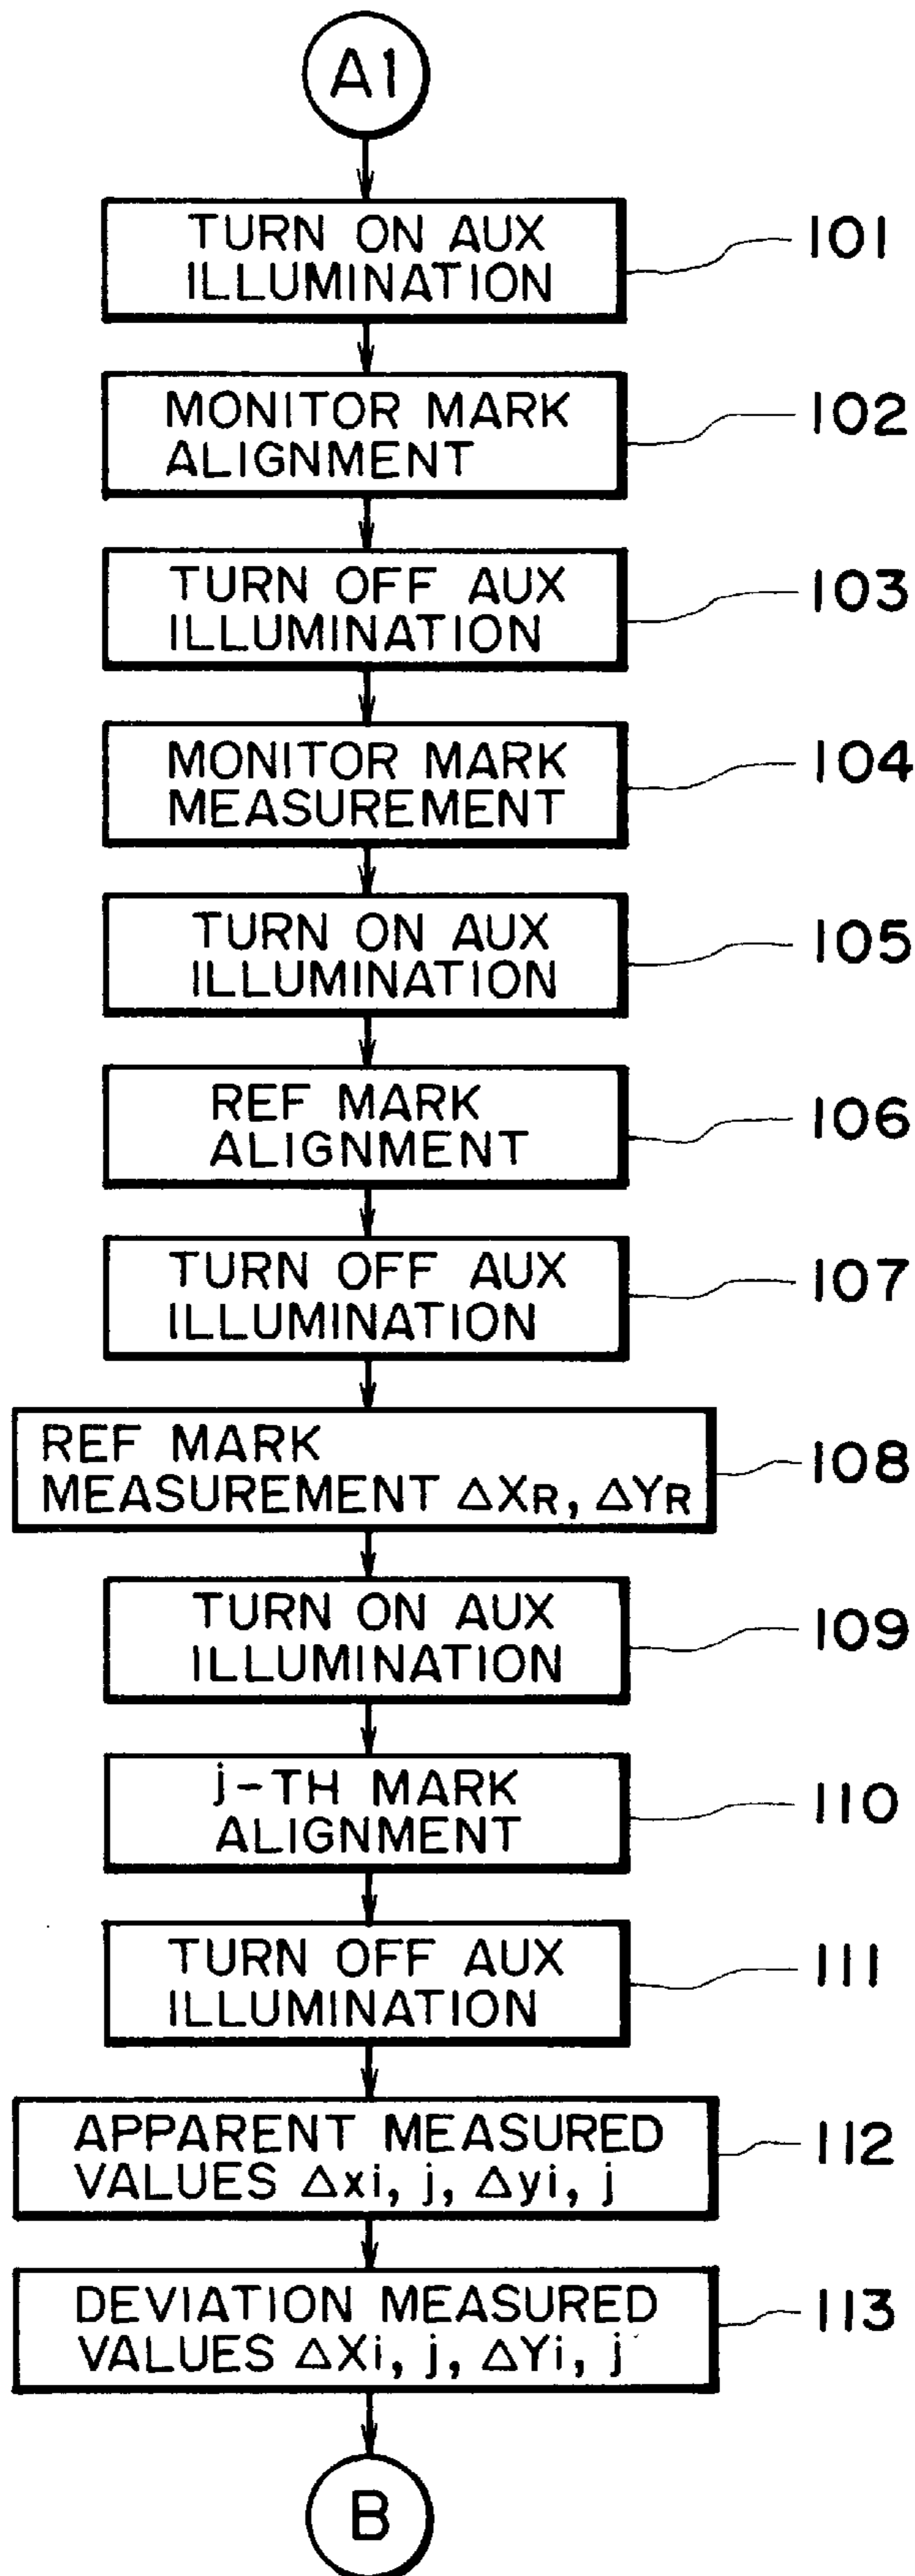 A1
TURN ON AUX
ILLUMINATION
101
MONITOR MARK
ALIGNMENT
102
TURN OFF AUX
ILLUMINATION
103
MONITOR MARK
MEASUREMENT
104
TURN ON AUX
ILLUMINATION
105
REF MARK
ALIGNMENT
106
TURN OFF AUX
ILLUMINATION
107
REF MARK
MEASUREMENT ΔXR, ΔYR
108
TURN ON AUX
ILLUMINATION
109
j-TH MARK
ALIGNMENT
110
TURN OFF AUX
ILLUMINATION
111
APPARENT MEASURED
VALUES Δxi, j, Δyi, j
112
DEVIATION MEASURED
VALUES ΔXi, j, ΔYi, j
113
B